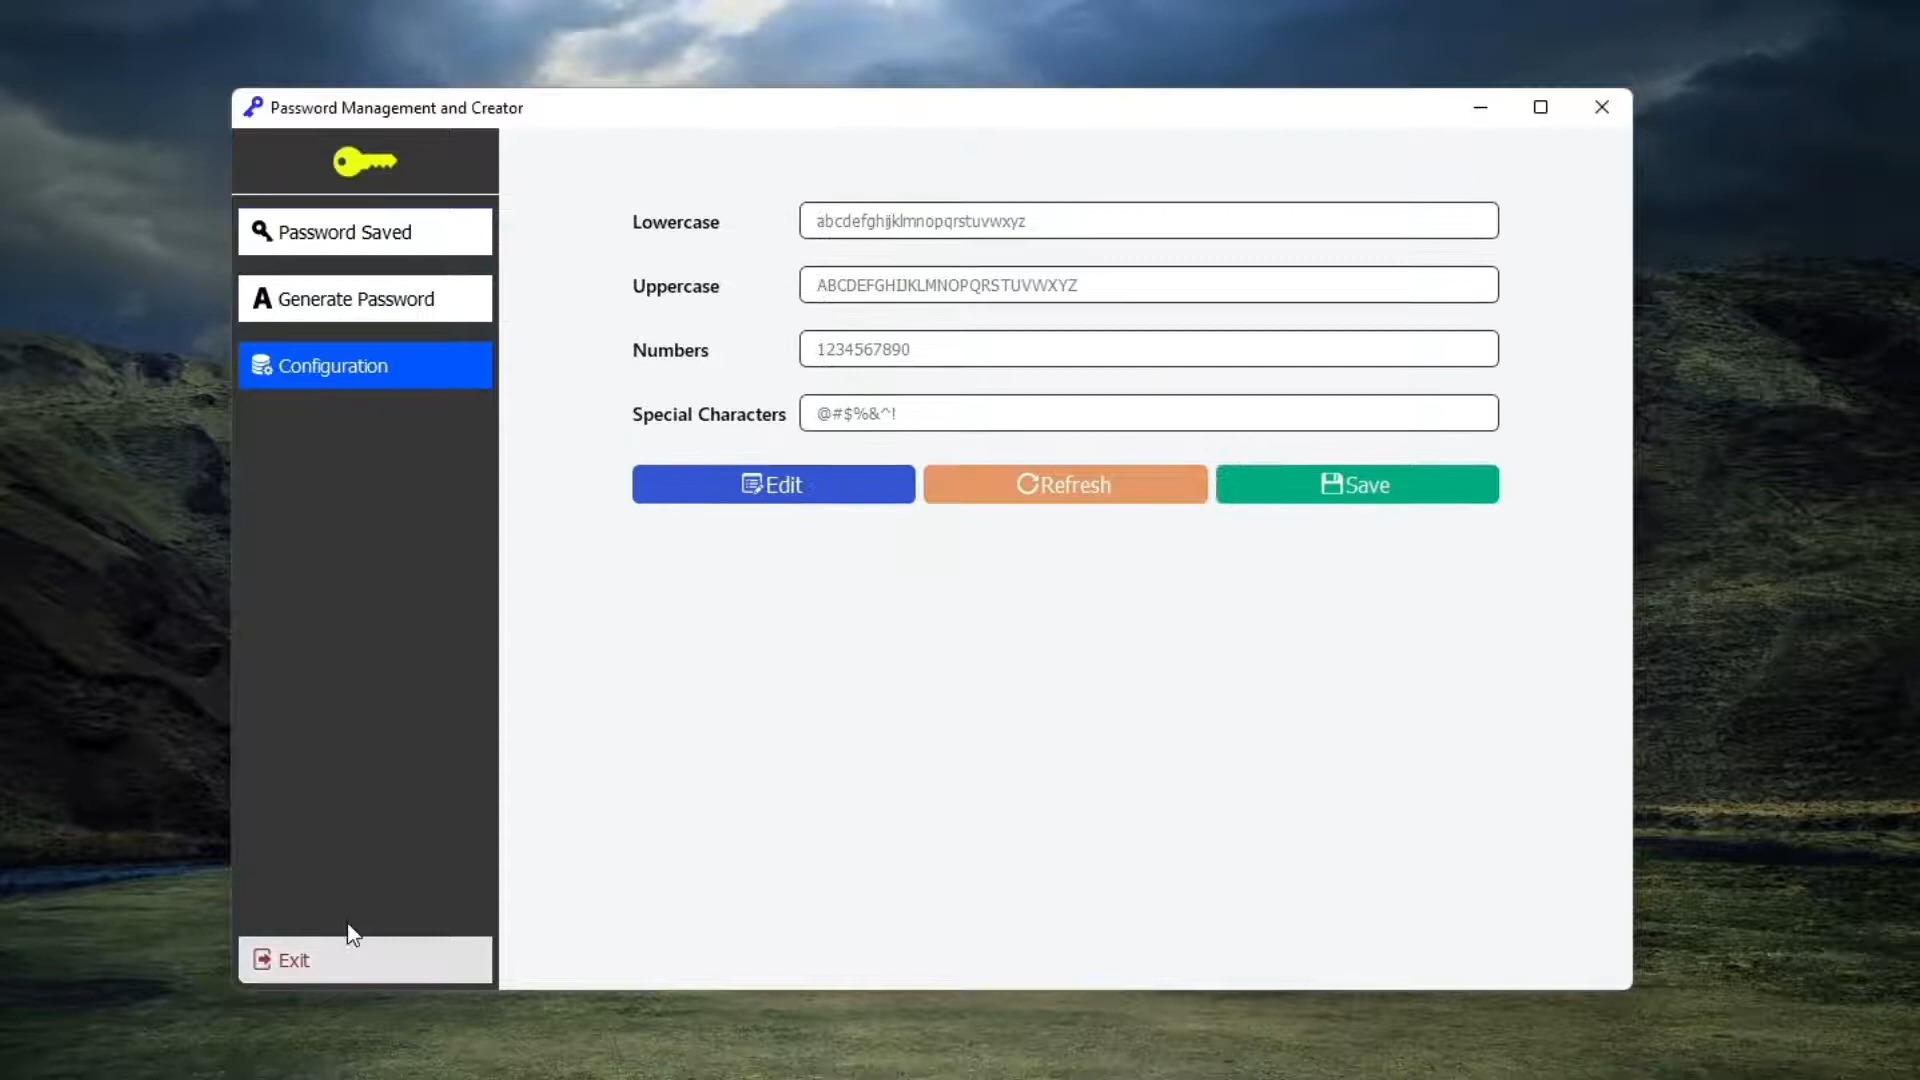 Password Management and Creator
Password Saved
Generate Password
Configuration
Exit
Lowercase abcdefghijklmnopqrstuvwxyz
Uppercase ABCDEFGHIJKLMNOPQRSTUVWXYZ
Numbers 1234567890
Special Characters @#$%&^!
Edit Refresh Save